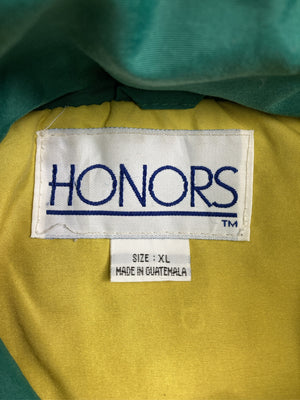 HONORS
TM
SIZE : XL
MADE IN GUATEMALA